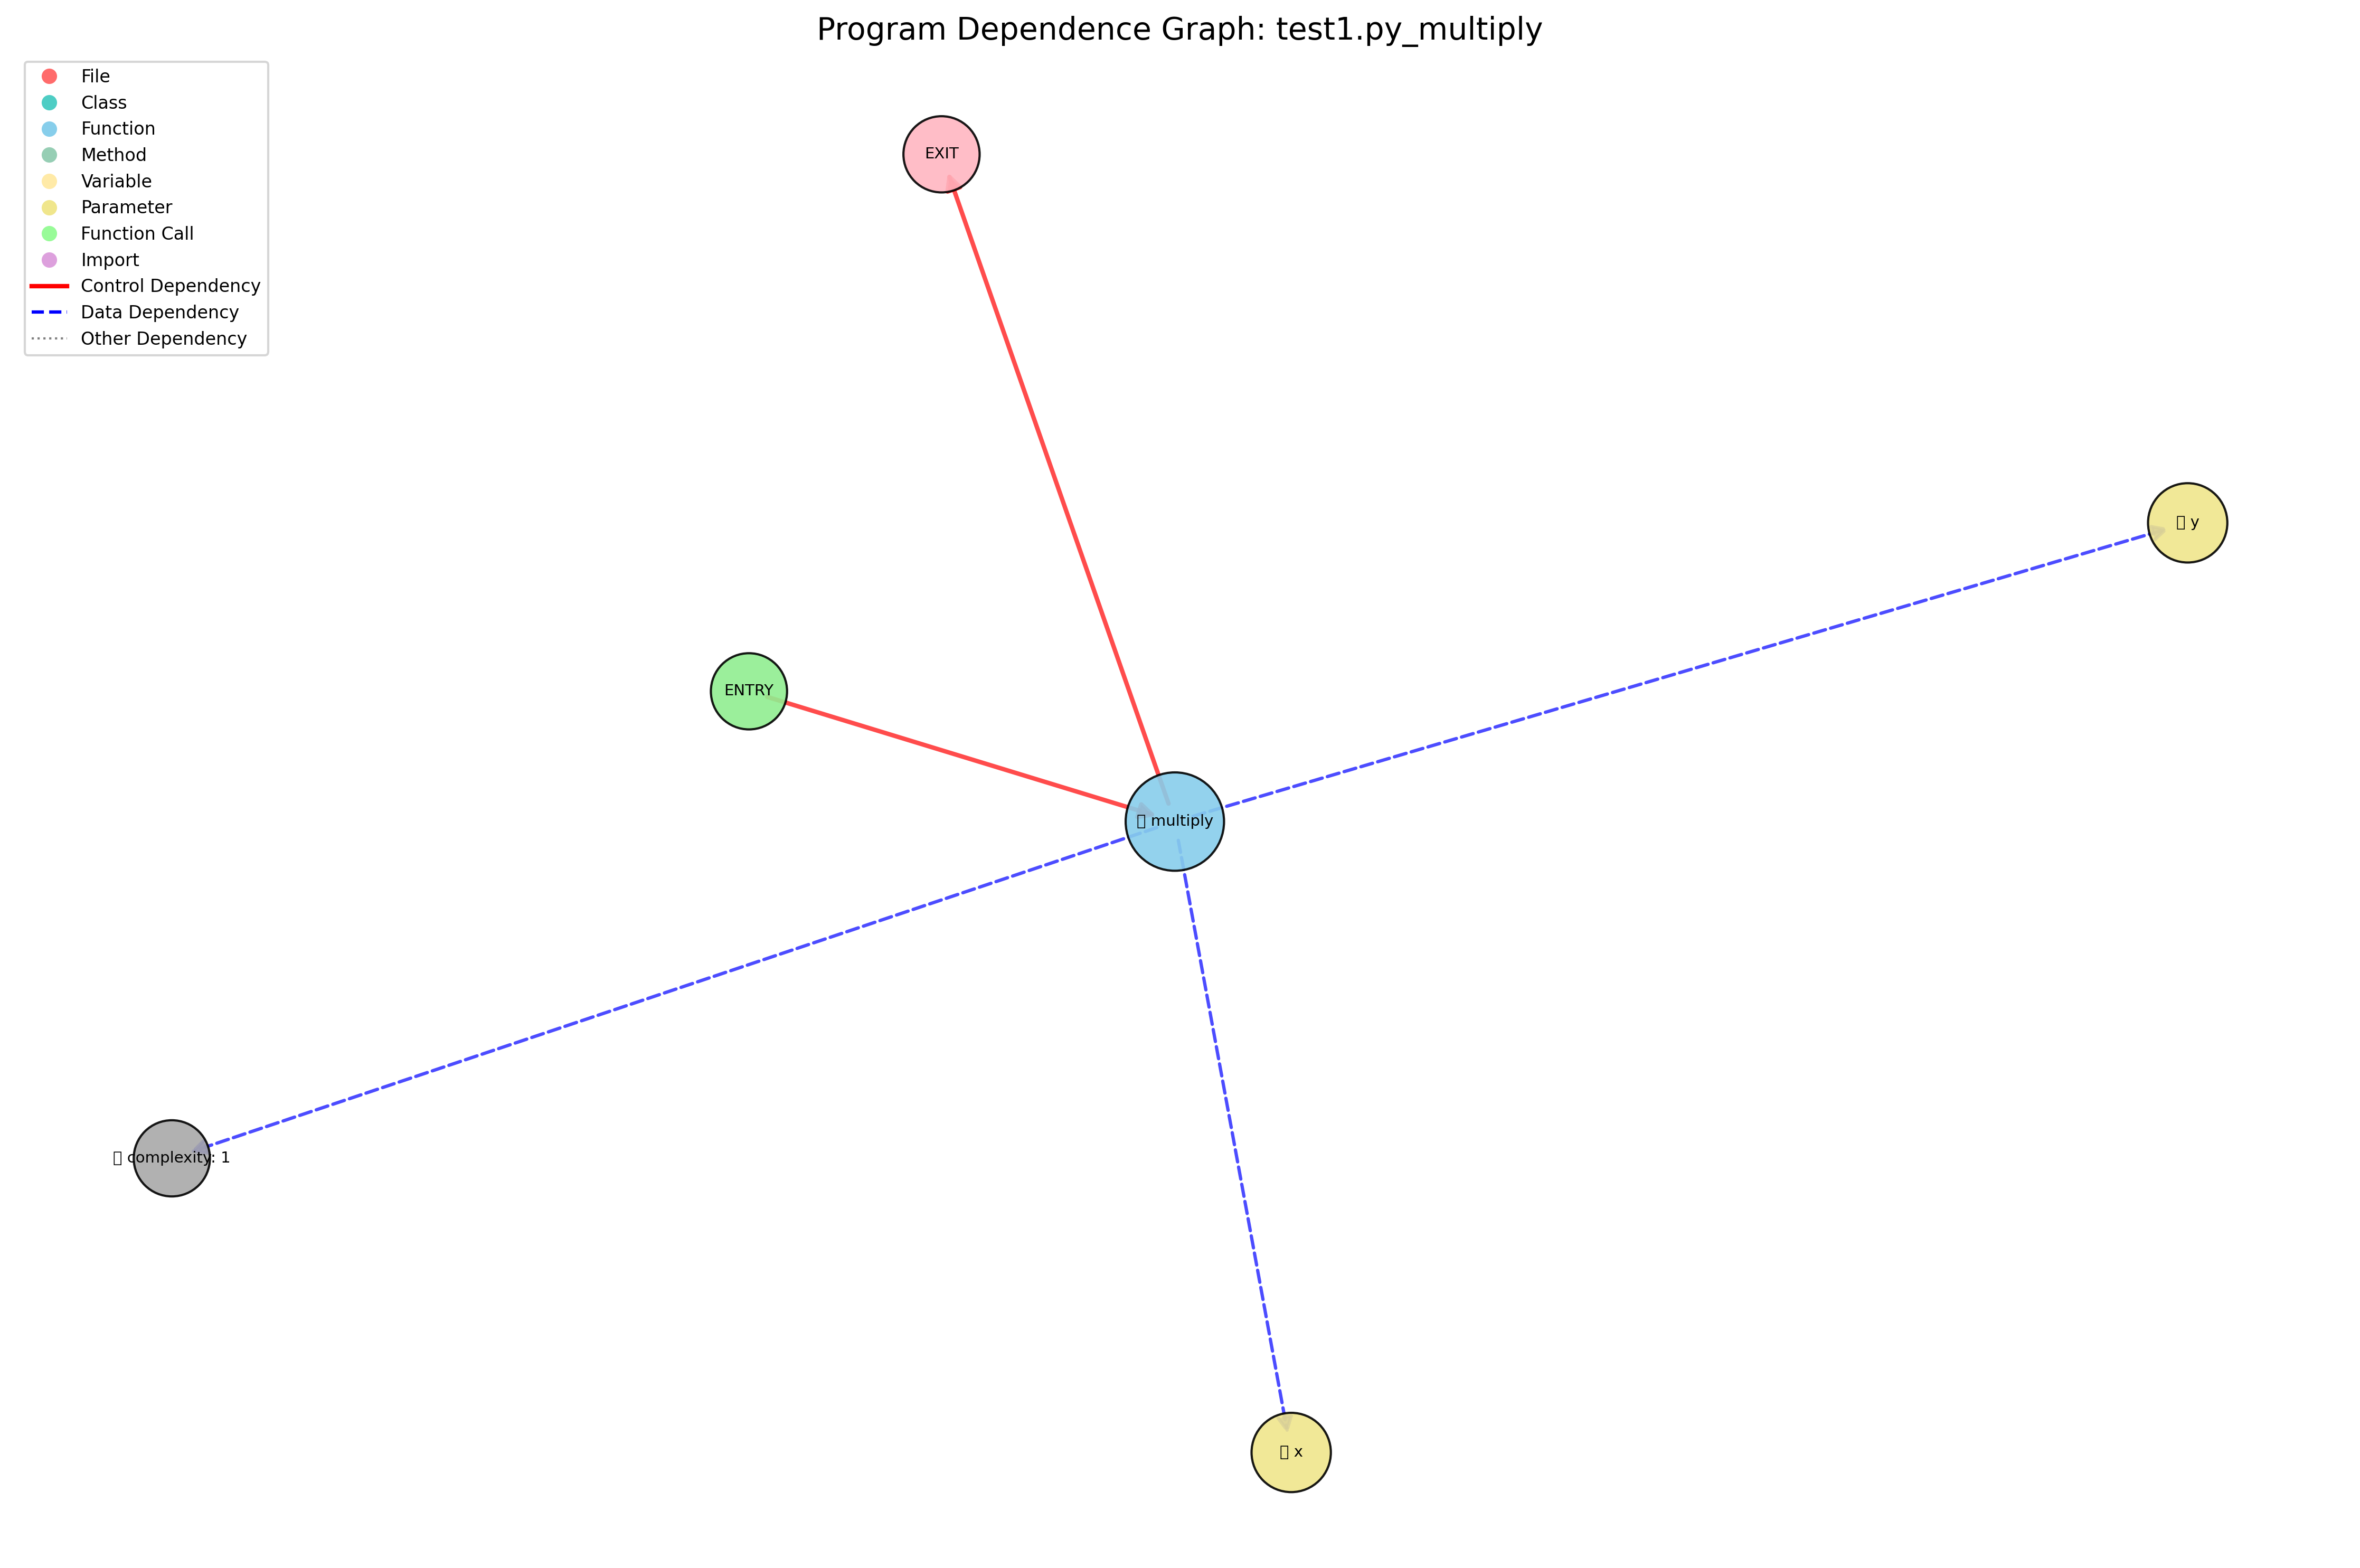 Program Dependence Graph: test1.py_multiply
File
Class
Function
Method
Variable
Parameter
Function Call
Import
Control Dependency
Data Dependency
Other Dependency
EXIT
y
ENTRY
multiply
complexity: 1
x